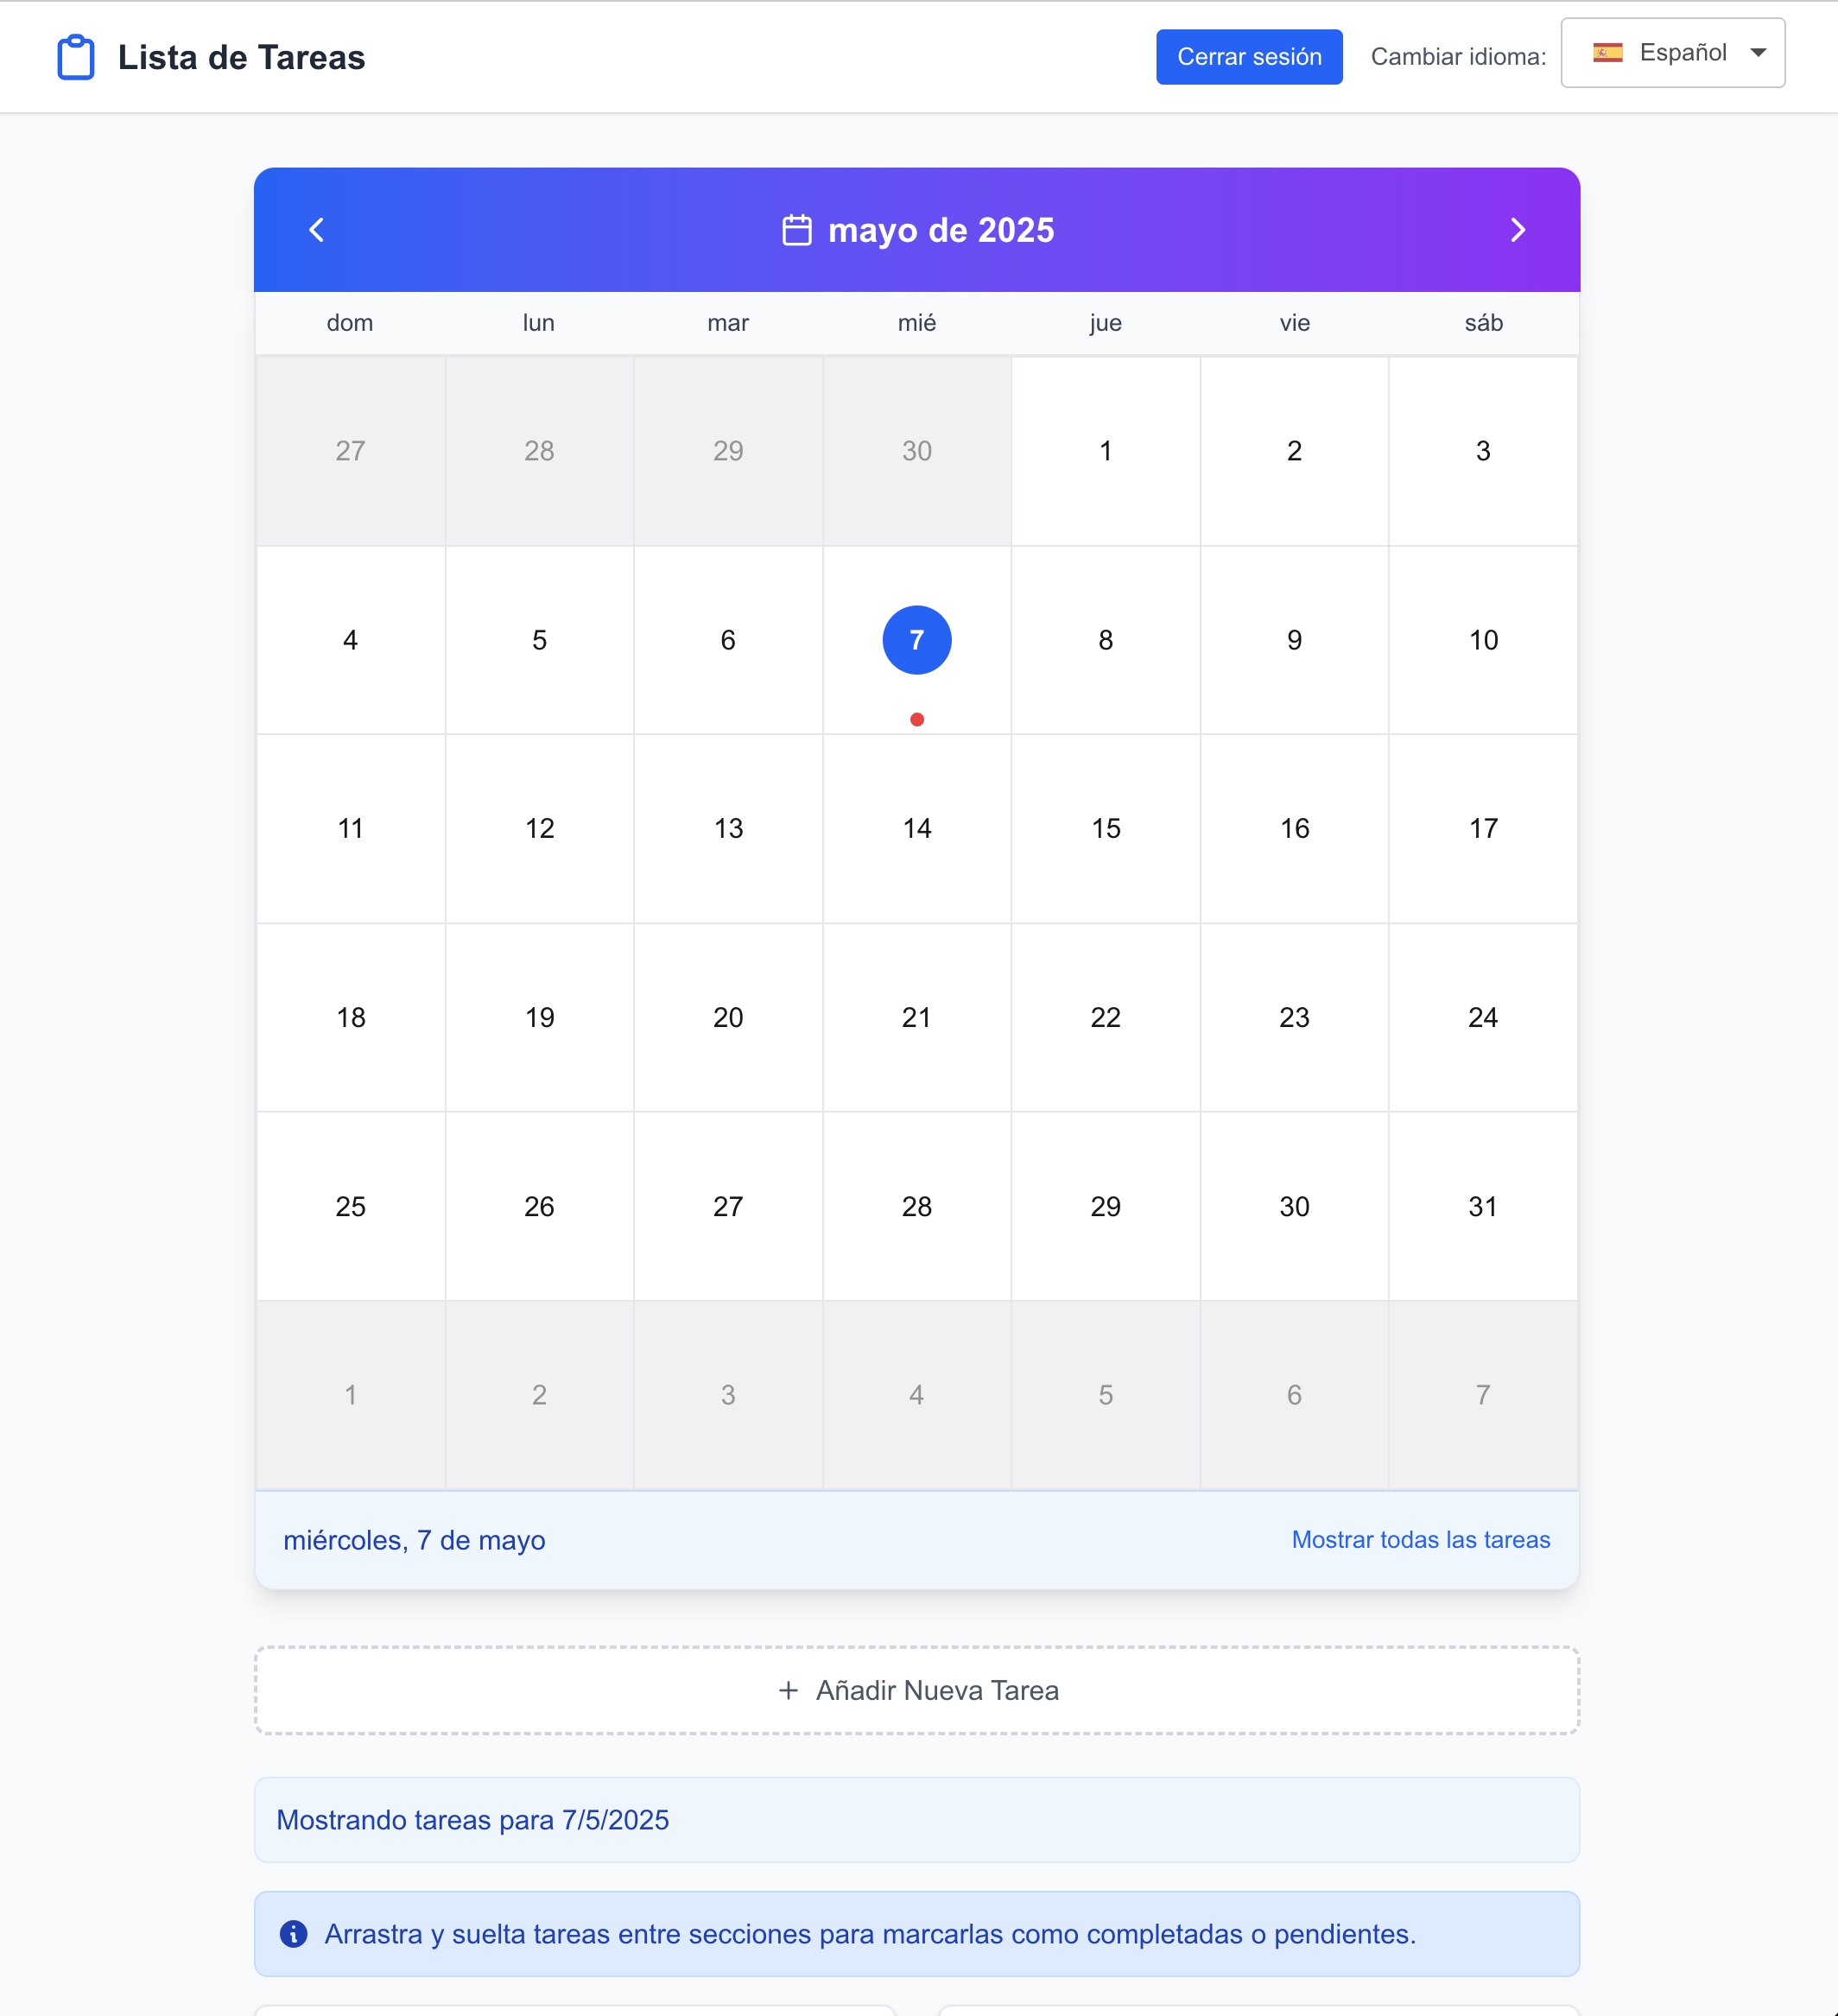 Lista de Tareas
Cerrar sesión
Cambiar idioma:
Español
mayo de 2025
dom lun mar mié jue vie sáb
27 28 29 30 1 2 3
4 5 6 7 8 9 10
11 12 13 14 15 16 17
18 19 20 21 22 23 24
25 26 27 28 29 30 31
1 2 3 4 5 6 7
miércoles, 7 de mayo
Mostrar todas las tareas
+ Añadir Nueva Tarea
Mostrando tareas para 7/5/2025
Arrastra y suelta tareas entre secciones para marcarlas como completadas o pendientes.